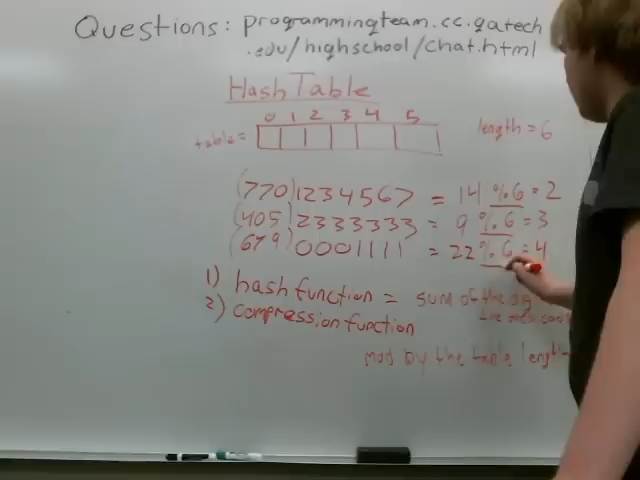 Questions: programmingteam.cc.gatech
.edu/highschool/chat.html
Hash Table
0 1 2 3 4 5
table= length = 6
(770)1234567 = 14 % 6 = 2
(405)2333333 = 9 % 6 = 3
(679)0001111 = 22 % 6 = 4
1) hash function = sum of the
2) compression function the area
mod by the table length